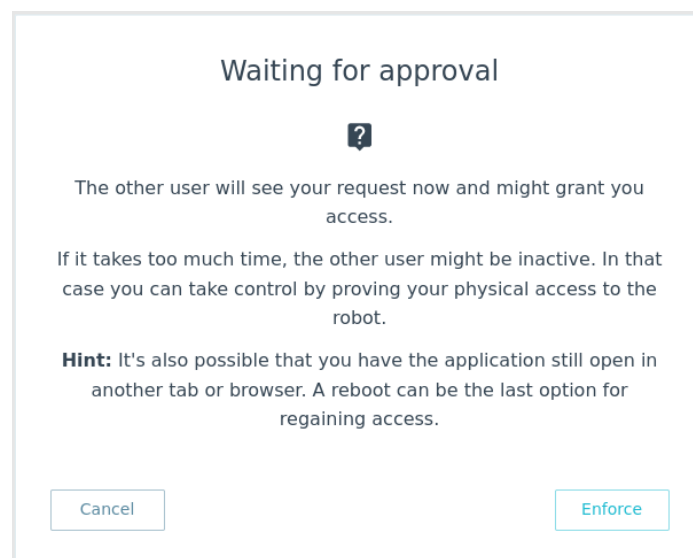 Waiting for approval
?
The other user will see your request now and might grant you
access.
If it takes too much time, the other user might be inactive. In that
case you can take control by proving your physical access to the
robot.
Hint: It's also possible that you have the application still open in
another tab or browser. A reboot can be the last option for
regaining access.
Cancel
Enforce